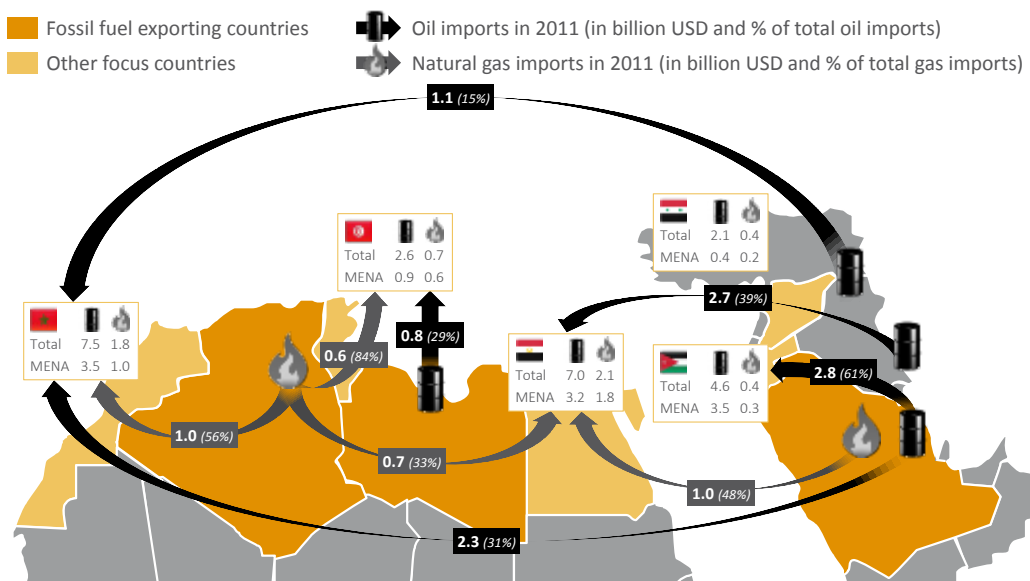 Fossil fuel exporting countries
Other focus countries
Oil imports in 2011 (in billion USD and % of total oil imports)
Natural gas imports in 2011 (in billion USD and % of total gas imports)
1.1 (15%)
Total 2.6 0.7
MENA 0.9 0.6
Total 2.1 0.4
MENA 0.4 0.2
2.7 (39%)
Total 7.5 1.8
MENA 3.5 1.0
0.6 (84%)
0.8 (29%)
Total 7.0 2.1
MENA 3.2 1.8
Total 4.6 0.4
MENA 3.5 0.3
2.8 (61%)
1.0 (56%)
0.7 (33%)
1.0 (48%)
2.3 (31%)